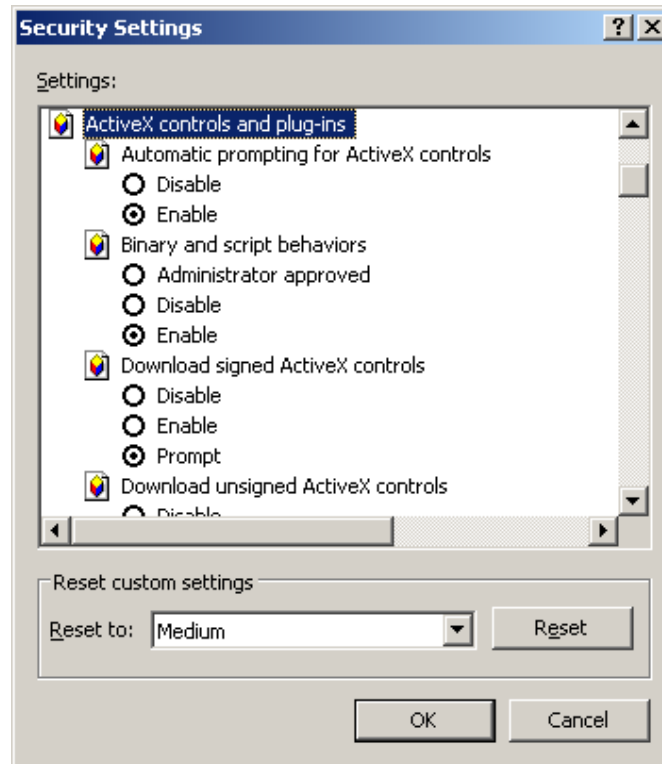 Security Settings
Settings:
ActiveX controls and plug-ins
Automatic prompting for ActiveX controls
Disable
Enable
Binary and script behaviors
Administrator approved
Disable
Enable
Download signed ActiveX controls
Disable
Enable
Prompt
Download unsigned ActiveX controls
Disable
Reset custom settings
Reset to: Medium Reset
OK Cancel